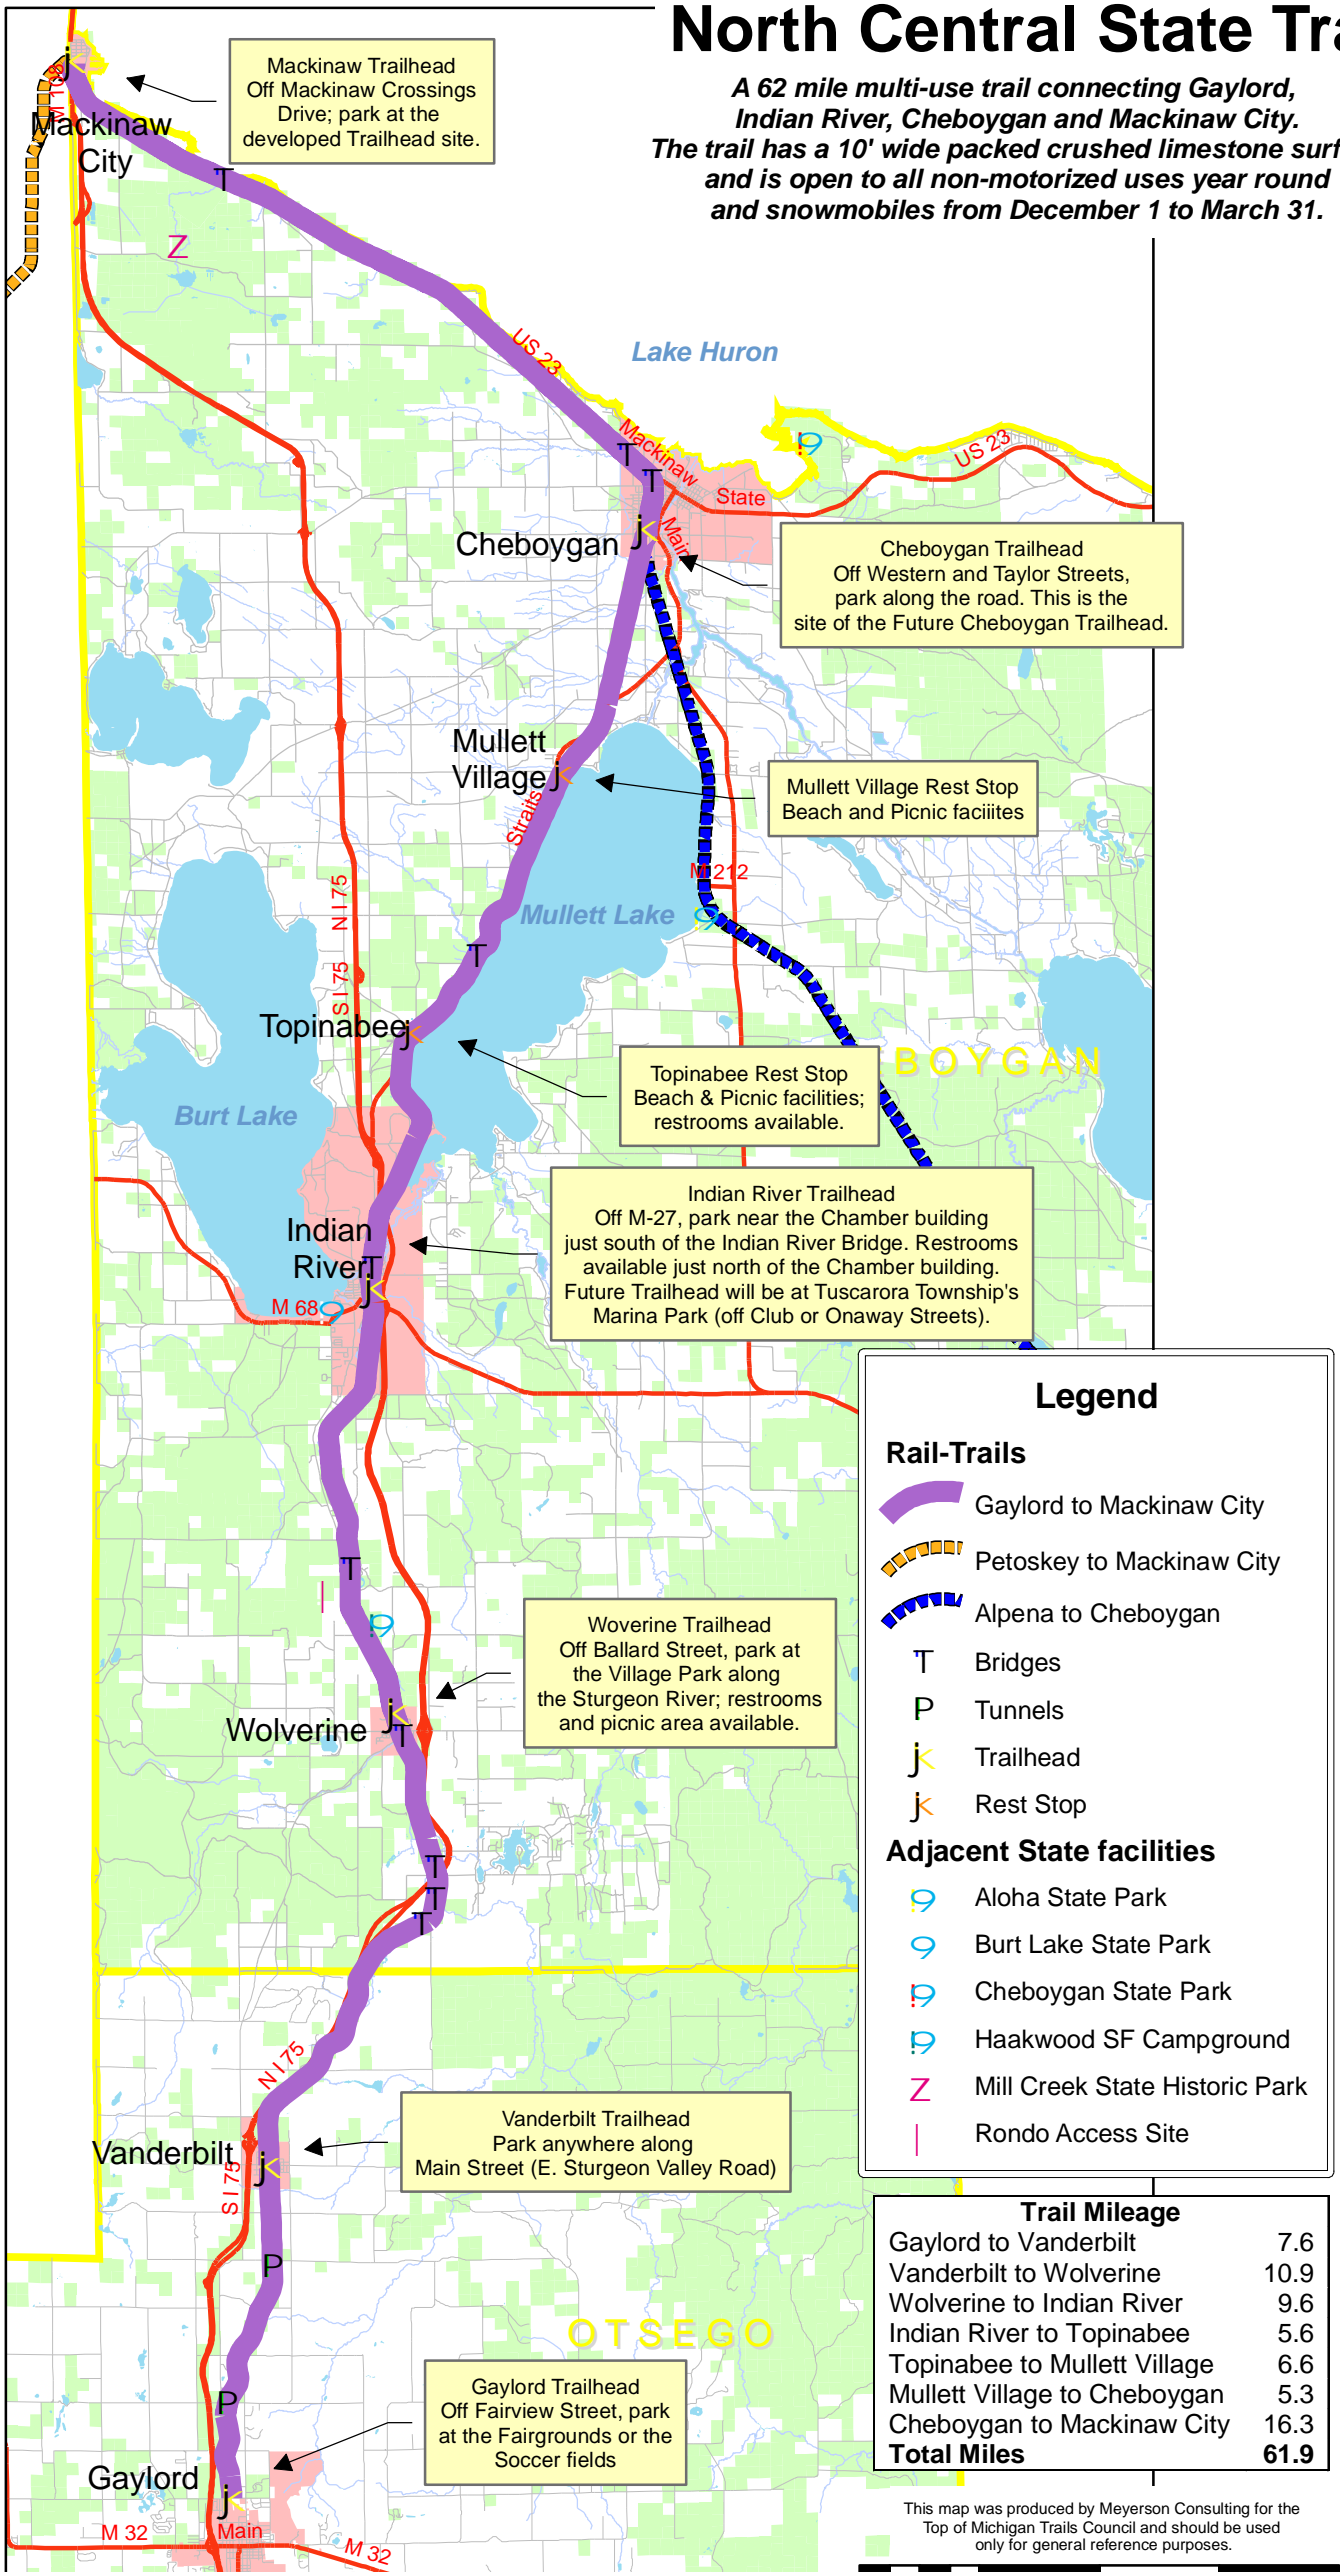 North Central State Tra
A 62 mile multi-use trail connecting Gaylord,
Indian River, Cheboygan and Mackinaw City.
The trail has a 10' wide packed crushed limestone surf
and is open to all non-motorized uses year round
and snowmobiles from December 1 to March 31.
Mackinaw Trailhead
Off Mackinaw Crossings
Drive; park at the
developed Trailhead site.
j
M 108
Mackinaw
City
T
Z
US 23
Lake Huron
Mackinaw
US 23
T
T
State
Main
j
Cheboygan
Cheboygan Trailhead
Off Western and Taylor Streets,
park along the road. This is the
site of the Future Cheboygan Trailhead.
Mullett
Village
j
Straits
Mullett Village Rest Stop
Beach and Picnic faciiites
N I 75
M 212
Mullett Lake
T
S I 75
Topinabee
j
BOYGAN
Topinabee Rest Stop
Beach & Picnic facilities;
restrooms available.
Burt Lake
Indian River Trailhead
Off M-27, park near the Chamber building
just south of the Indian River Bridge. Restrooms
available just north of the Chamber building.
Future Trailhead will be at Tuscarora Township's
Marina Park (off Club or Onaway Streets).
Indian
River
T
j
M 68
Legend
Rail-Trails
Gaylord to Mackinaw City
Petoskey to Mackinaw City
Alpena to Cheboygan
T Bridges
P Tunnels
j Trailhead
j Rest Stop
Adjacent State facilities
Aloha State Park
Burt Lake State Park
Cheboygan State Park
Haakwood SF Campground
Z Mill Creek State Historic Park
Rondo Access Site
T
Woverine Trailhead
Off Ballard Street, park at
the Village Park along
the Sturgeon River; restrooms
and picnic area available.
j
Wolverine
T
T
T
T
N I 75
Vanderbilt Trailhead
Park anywhere along
Main Street (E. Sturgeon Valley Road)
Vanderbilt
j
S I 75
P
Trail Mileage
Gaylord to Vanderbilt 7.6
Vanderbilt to Wolverine 10.9
Wolverine to Indian River 9.6
Indian River to Topinabee 5.6
Topinabee to Mullett Village 6.6
Mullett Village to Cheboygan 5.3
Cheboygan to Mackinaw City 16.3
Total Miles 61.9
OTSEGO
P
Gaylord Trailhead
Off Fairview Street, park
at the Fairgrounds or the
Soccer fields
Gaylord
j
M 32
Main
M 32
This map was produced by Meyerson Consulting for the
Top of Michigan Trails Council and should be used
only for general reference purposes.